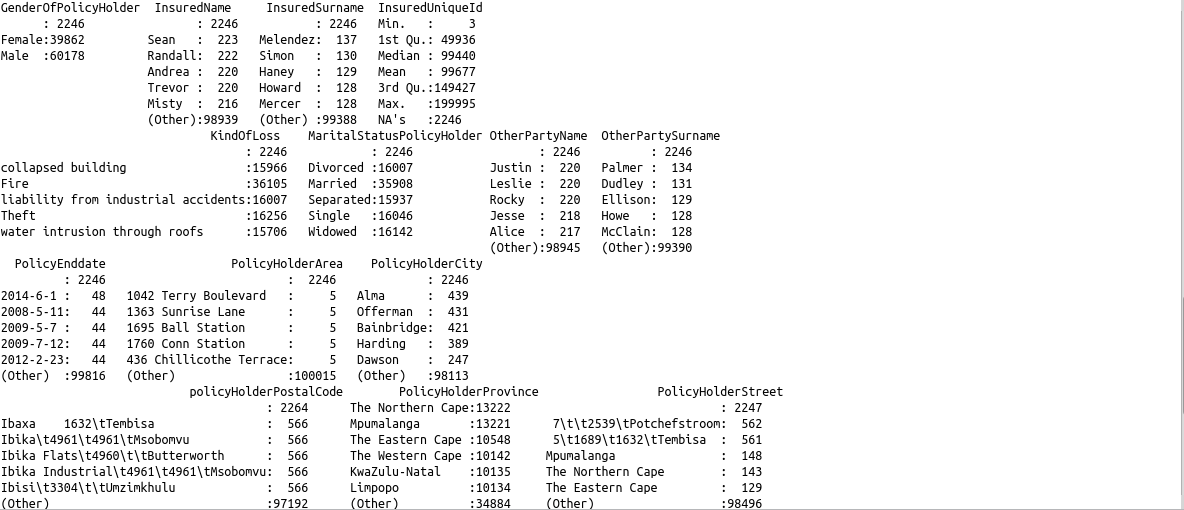 GenderOfPolicyHolder  InsuredName     InsuredSurname  InsuredUniqueId
      : 2246               : 2246           : 2246   Min.   :     3
Female:39862         Sean   :  223   Melendez:  137   1st Qu.: 49936
Male  :60178         Randall:  222   Simon   :  130   Median : 99440
                     Andrea :  220   Haney   :  129   Mean   : 99677
                     Trevor :  220   Howard  :  128   3rd Qu.:149427
                     Misty  :  216   Mercer  :  128   Max.   :199995
                     (Other):98939   (Other) :99388   NA's   :2246
                              KindOfLoss    MaritalStatusPolicyHolder OtherPartyName  OtherPartySurname
                                   : 2246            : 2246                  : 2246          : 2246
collapsed building                 :15966   Divorced :16007           Justin :  220   Palmer :  134
Fire                               :36105   Married  :35908           Leslie :  220   Dudley :  131
liability from industrial accidents:16007   Separated:15937           Rocky  :  220   Ellison:  129
Theft                              :16256   Single   :16046           Jesse  :  218   Howe   :  128
water intrusion through roofs      :15706   Widowed  :16142           Alice  :  217   McClain:  128
                                                                      (Other):98945   (Other):99390
  PolicyEnddate                  PolicyHolderArea    PolicyHolderCity
         : 2246                          :  2246             : 2246
2014-6-1 :   48   1042 Terry Boulevard   :     5   Alma      :  439
2008-5-11:   44   1363 Sunrise Lane      :     5   Offerman  :  431
2009-5-7 :   44   1695 Ball Station      :     5   Bainbridge:  421
2009-7-12:   44   1760 Conn Station      :     5   Harding   :  389
2012-2-23:   44   436 Chillicothe Terrace:     5   Dawson    :  247
(Other)  :99816   (Other)                :100015   (Other)   :98113
                           policyHolderPostalCode        PolicyHolderProvince                 PolicyHolderStreet
                                      : 2264      The Northern Cape:13222                             : 2247
Ibaxa    1632\tTembisa                :  566      Mpumalanga       :13221     7\t\t2539\tPotchefstroom:  562
Ibika\t4961\t4961\tMsobomvu           :  566      The Eastern Cape :10548     5\t1689\t1632\tTembisa  :  561
Ibika Flats\t4960\t\tButterworth      :  566      The Western Cape :10142    Mpumalanga               :  148
Ibika Industrial\t4961\t4961\tMsobomvu:  566      KwaZulu-Natal    :10135    The Northern Cape        :  143
Ibisi\t3304\t\tUmzimkhulu             :  566      Limpopo          :10134    The Eastern Cape         :  129
(Other)                               :97192      (Other)          :34884    (Other)                  :98496